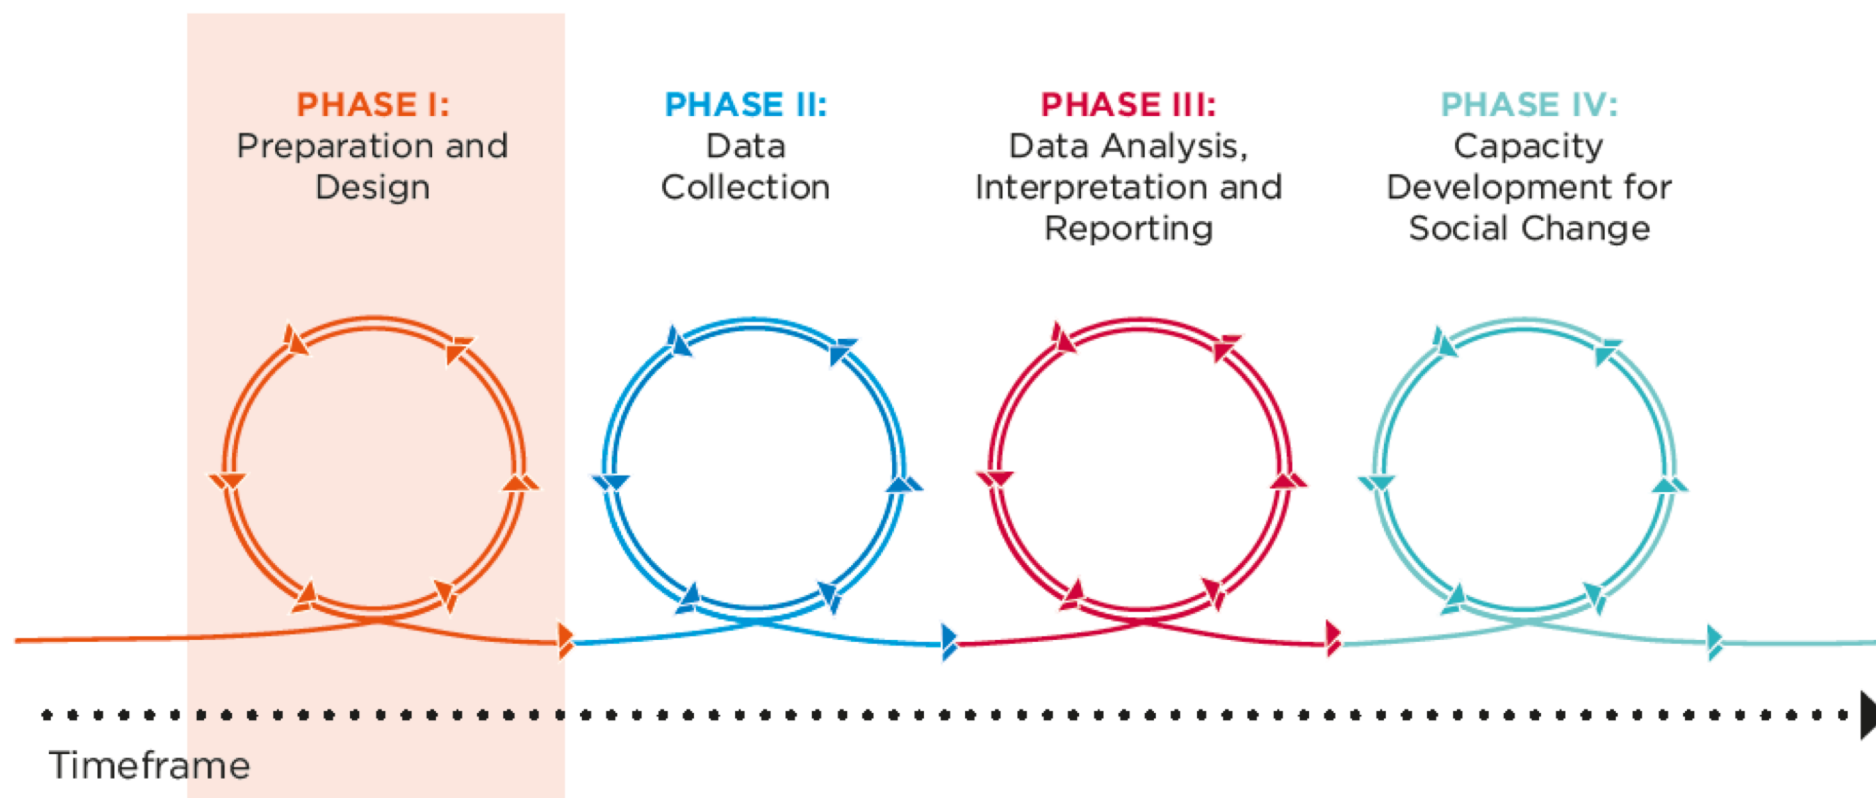 PHASE I:
Preparation and
Design
PHASE II:
Data
Collection
PHASE III:
Data Analysis,
Interpretation and
Reporting
PHASE IV:
Capacity
Development for
Social Change
Timeframe